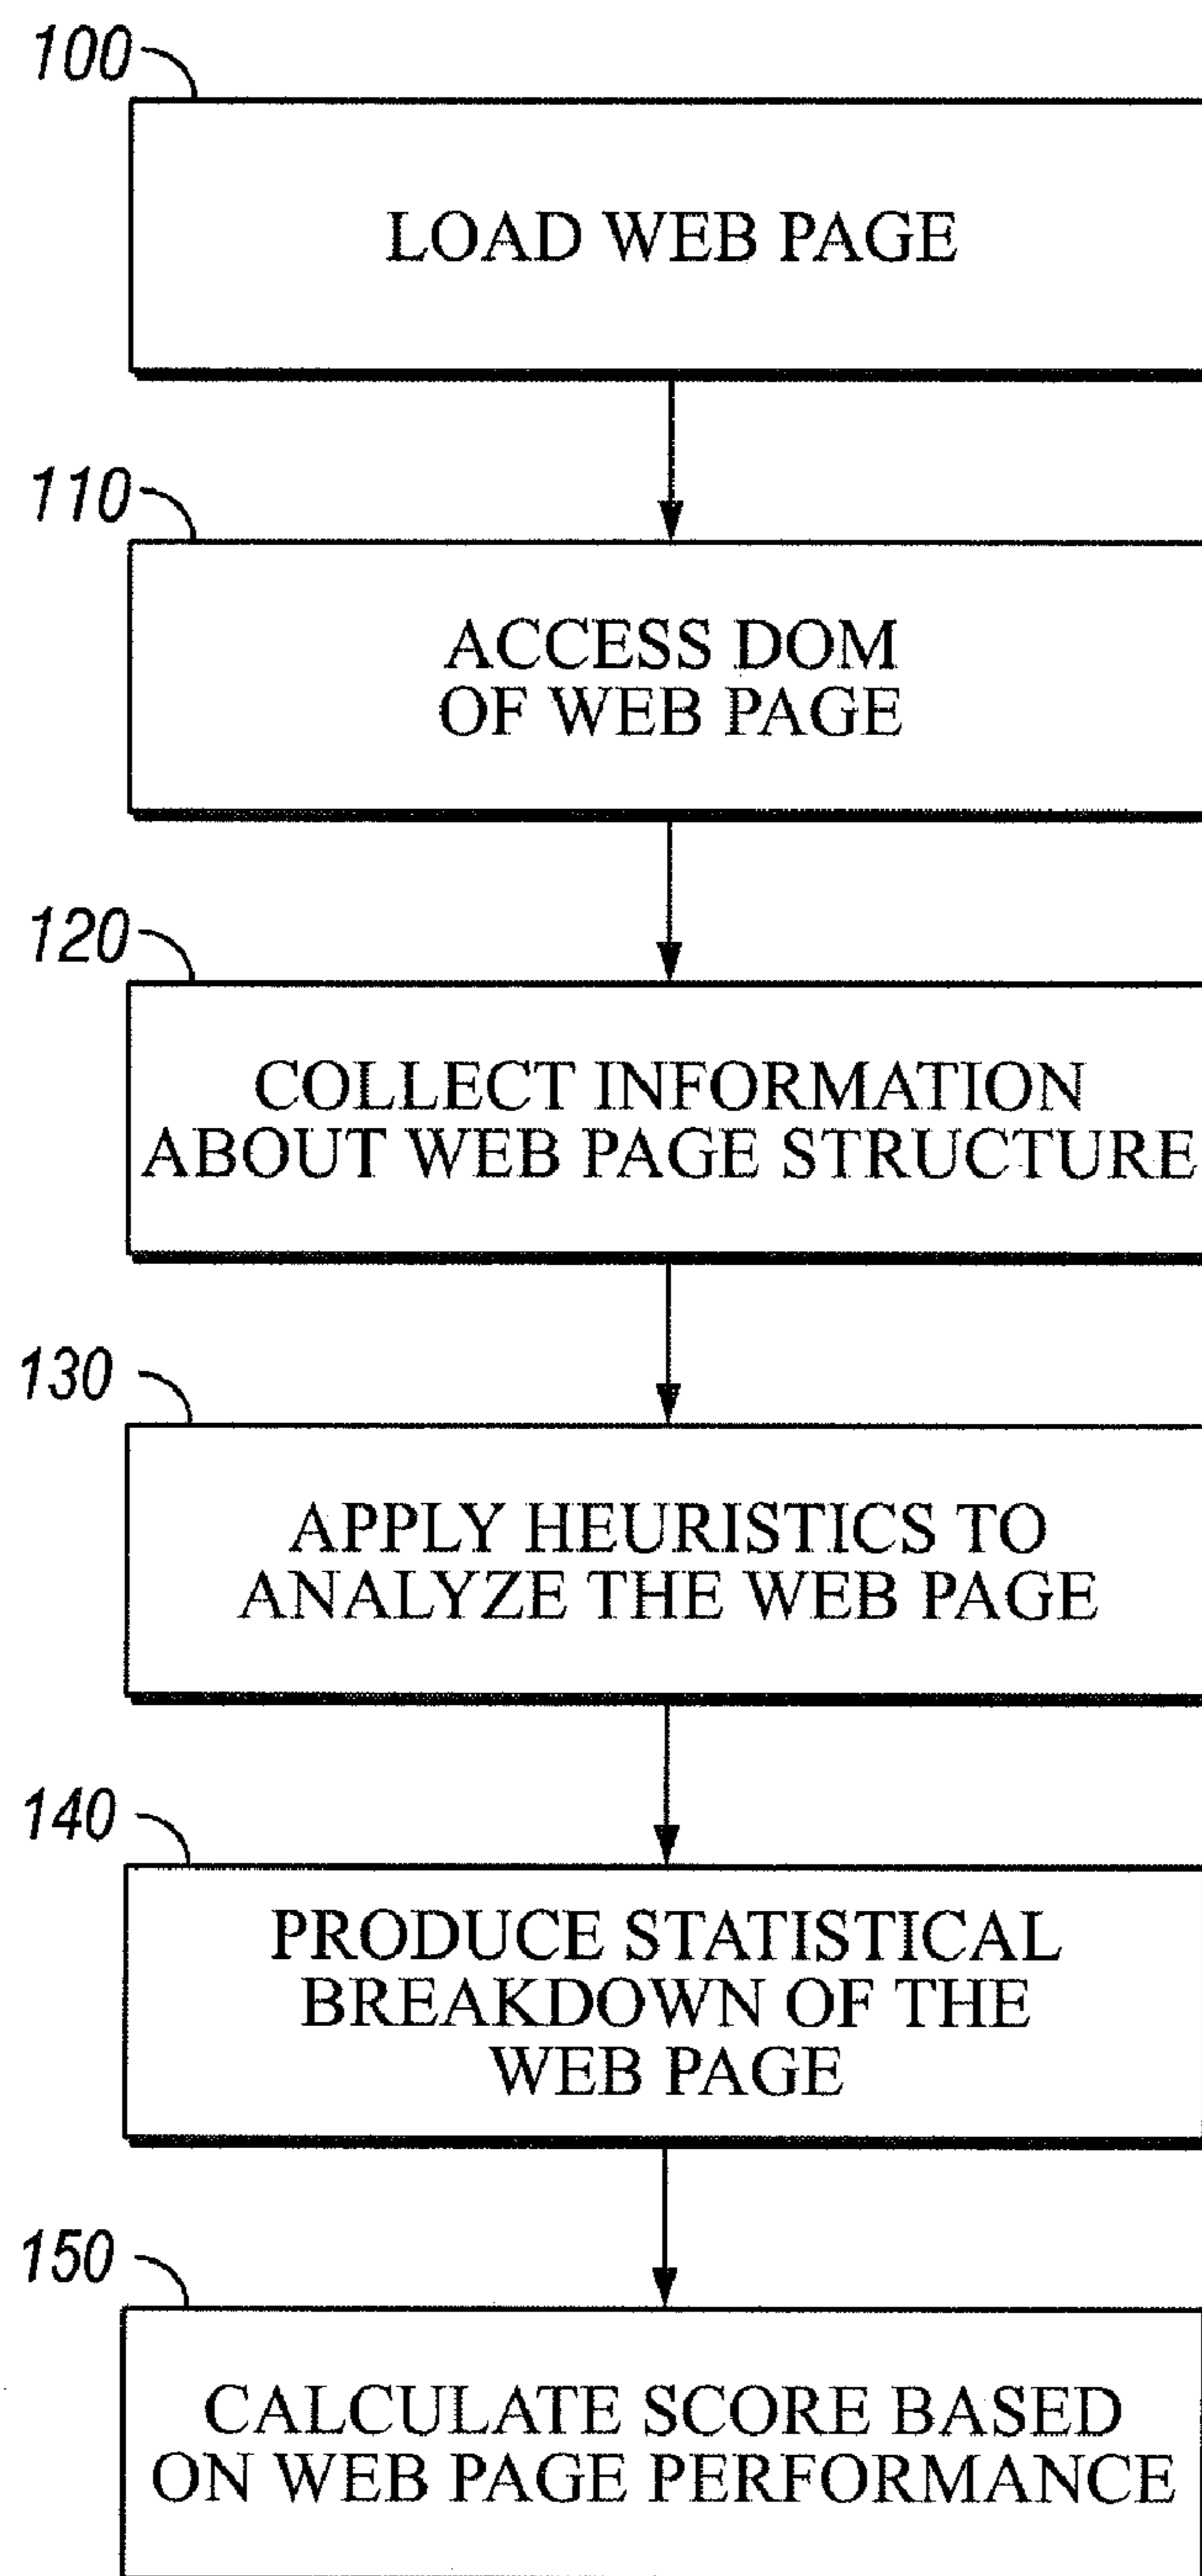 100
LOAD WEB PAGE
110
ACCESS DOM
OF WEB PAGE
120
COLLECT INFORMATION
ABOUT WEB PAGE STRUCTURE
130
APPLY HEURISTICS TO
ANALYZE THE WEB PAGE
140
PRODUCE STATISTICAL
BREAKDOWN OF THE
WEB PAGE
150
CALCULATE SCORE BASED
ON WEB PAGE PERFORMANCE